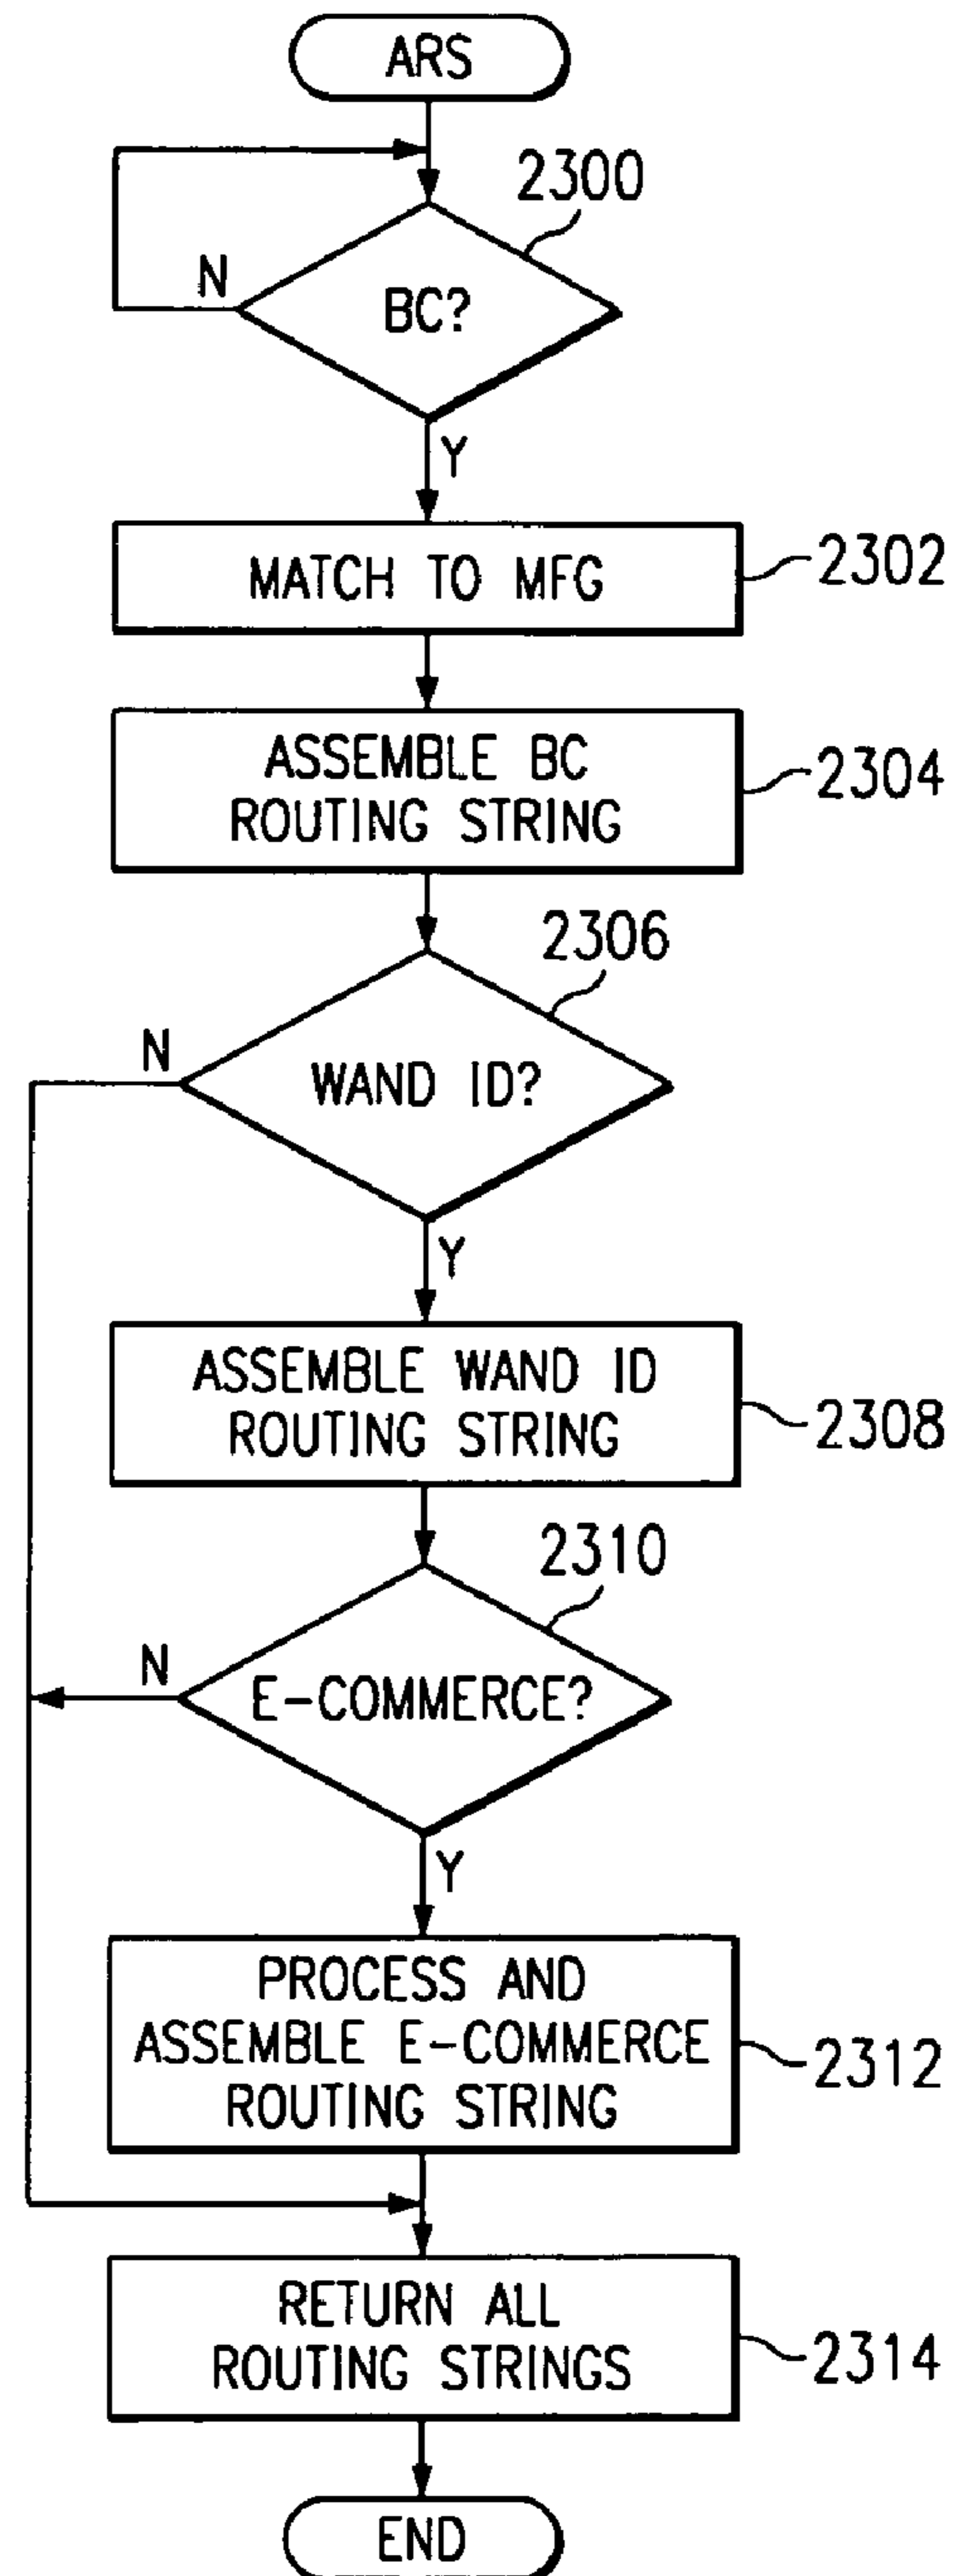 ARS
2300
N
BC?
Y
MATCH TO MFG
2302
ASSEMBLE BC
ROUTING STRING
2304
2306
N
WAND ID?
Y
ASSEMBLE WAND ID
ROUTING STRING
2308
2310
N
E-COMMERCE?
Y
PROCESS AND
ASSEMBLE E-COMMERCE
ROUTING STRING
2312
RETURN ALL
ROUTING STRINGS
2314
END